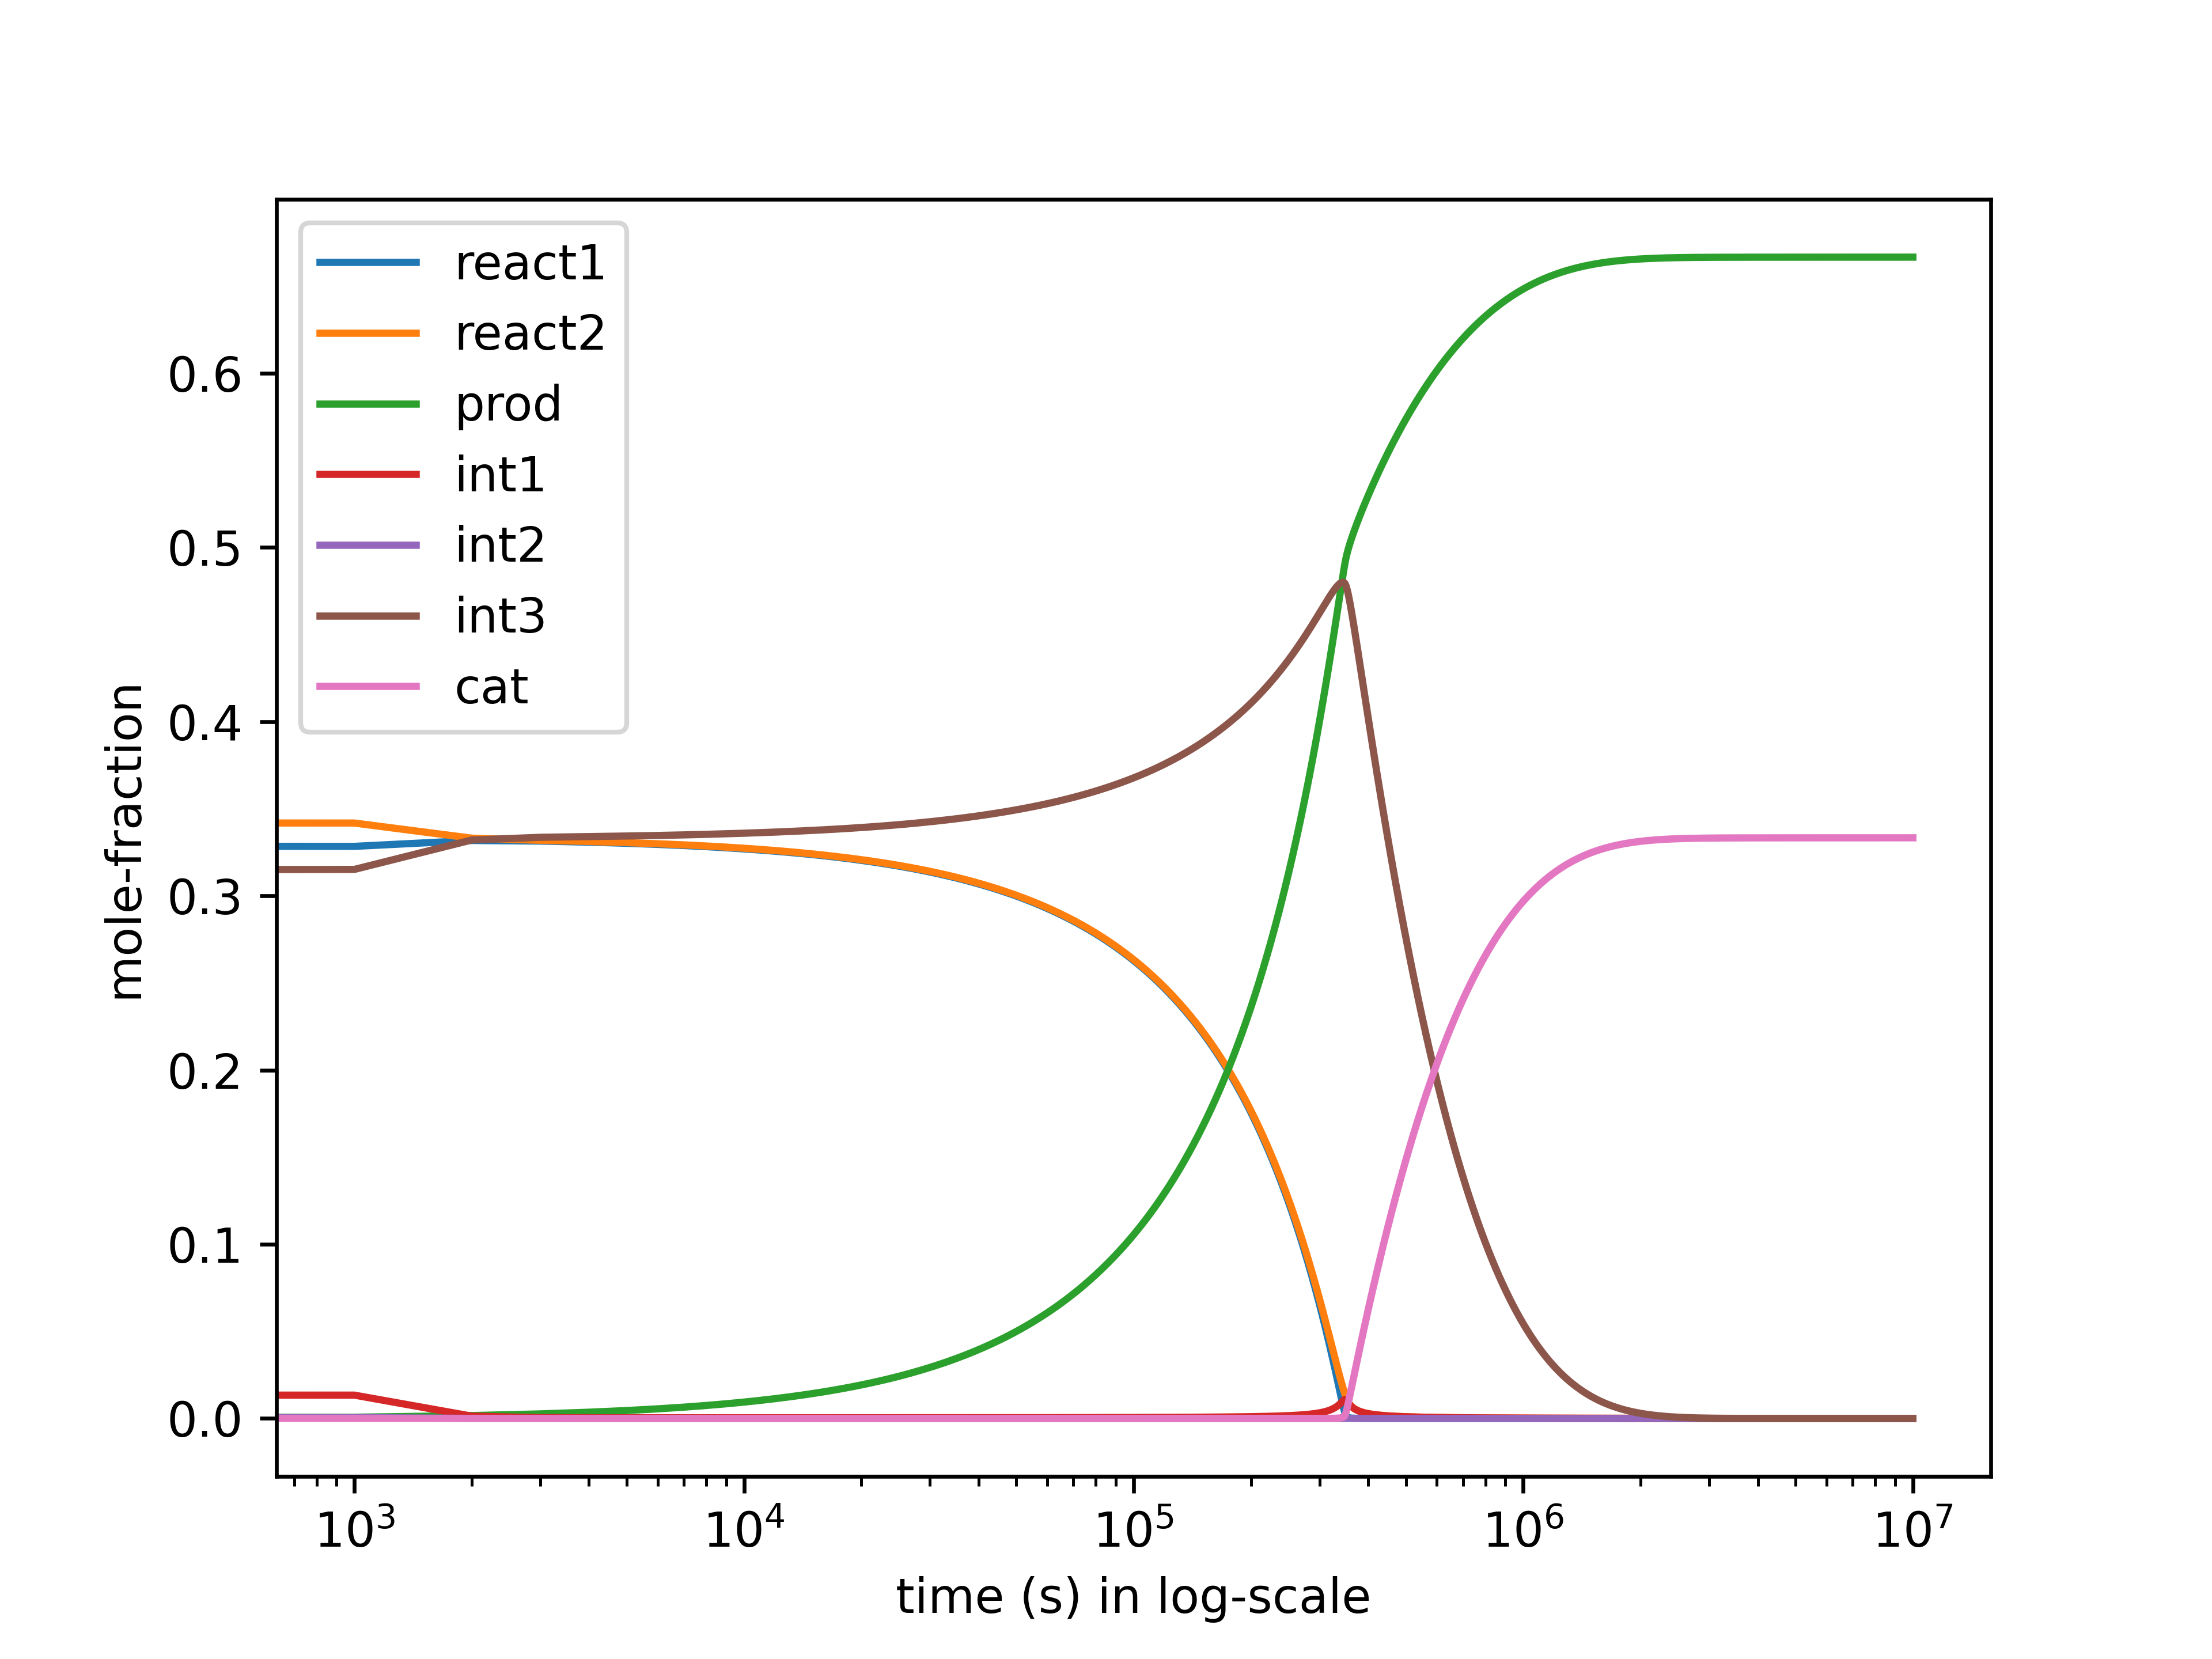 react1
react2
prod
int1
int2
int3
cat
0.6
0.5
0.4
0.3
0.2
0.1
0.0
mole-fraction
10³ 10⁴ 10⁵ 10⁶ 10⁷
time (s) in log-scale